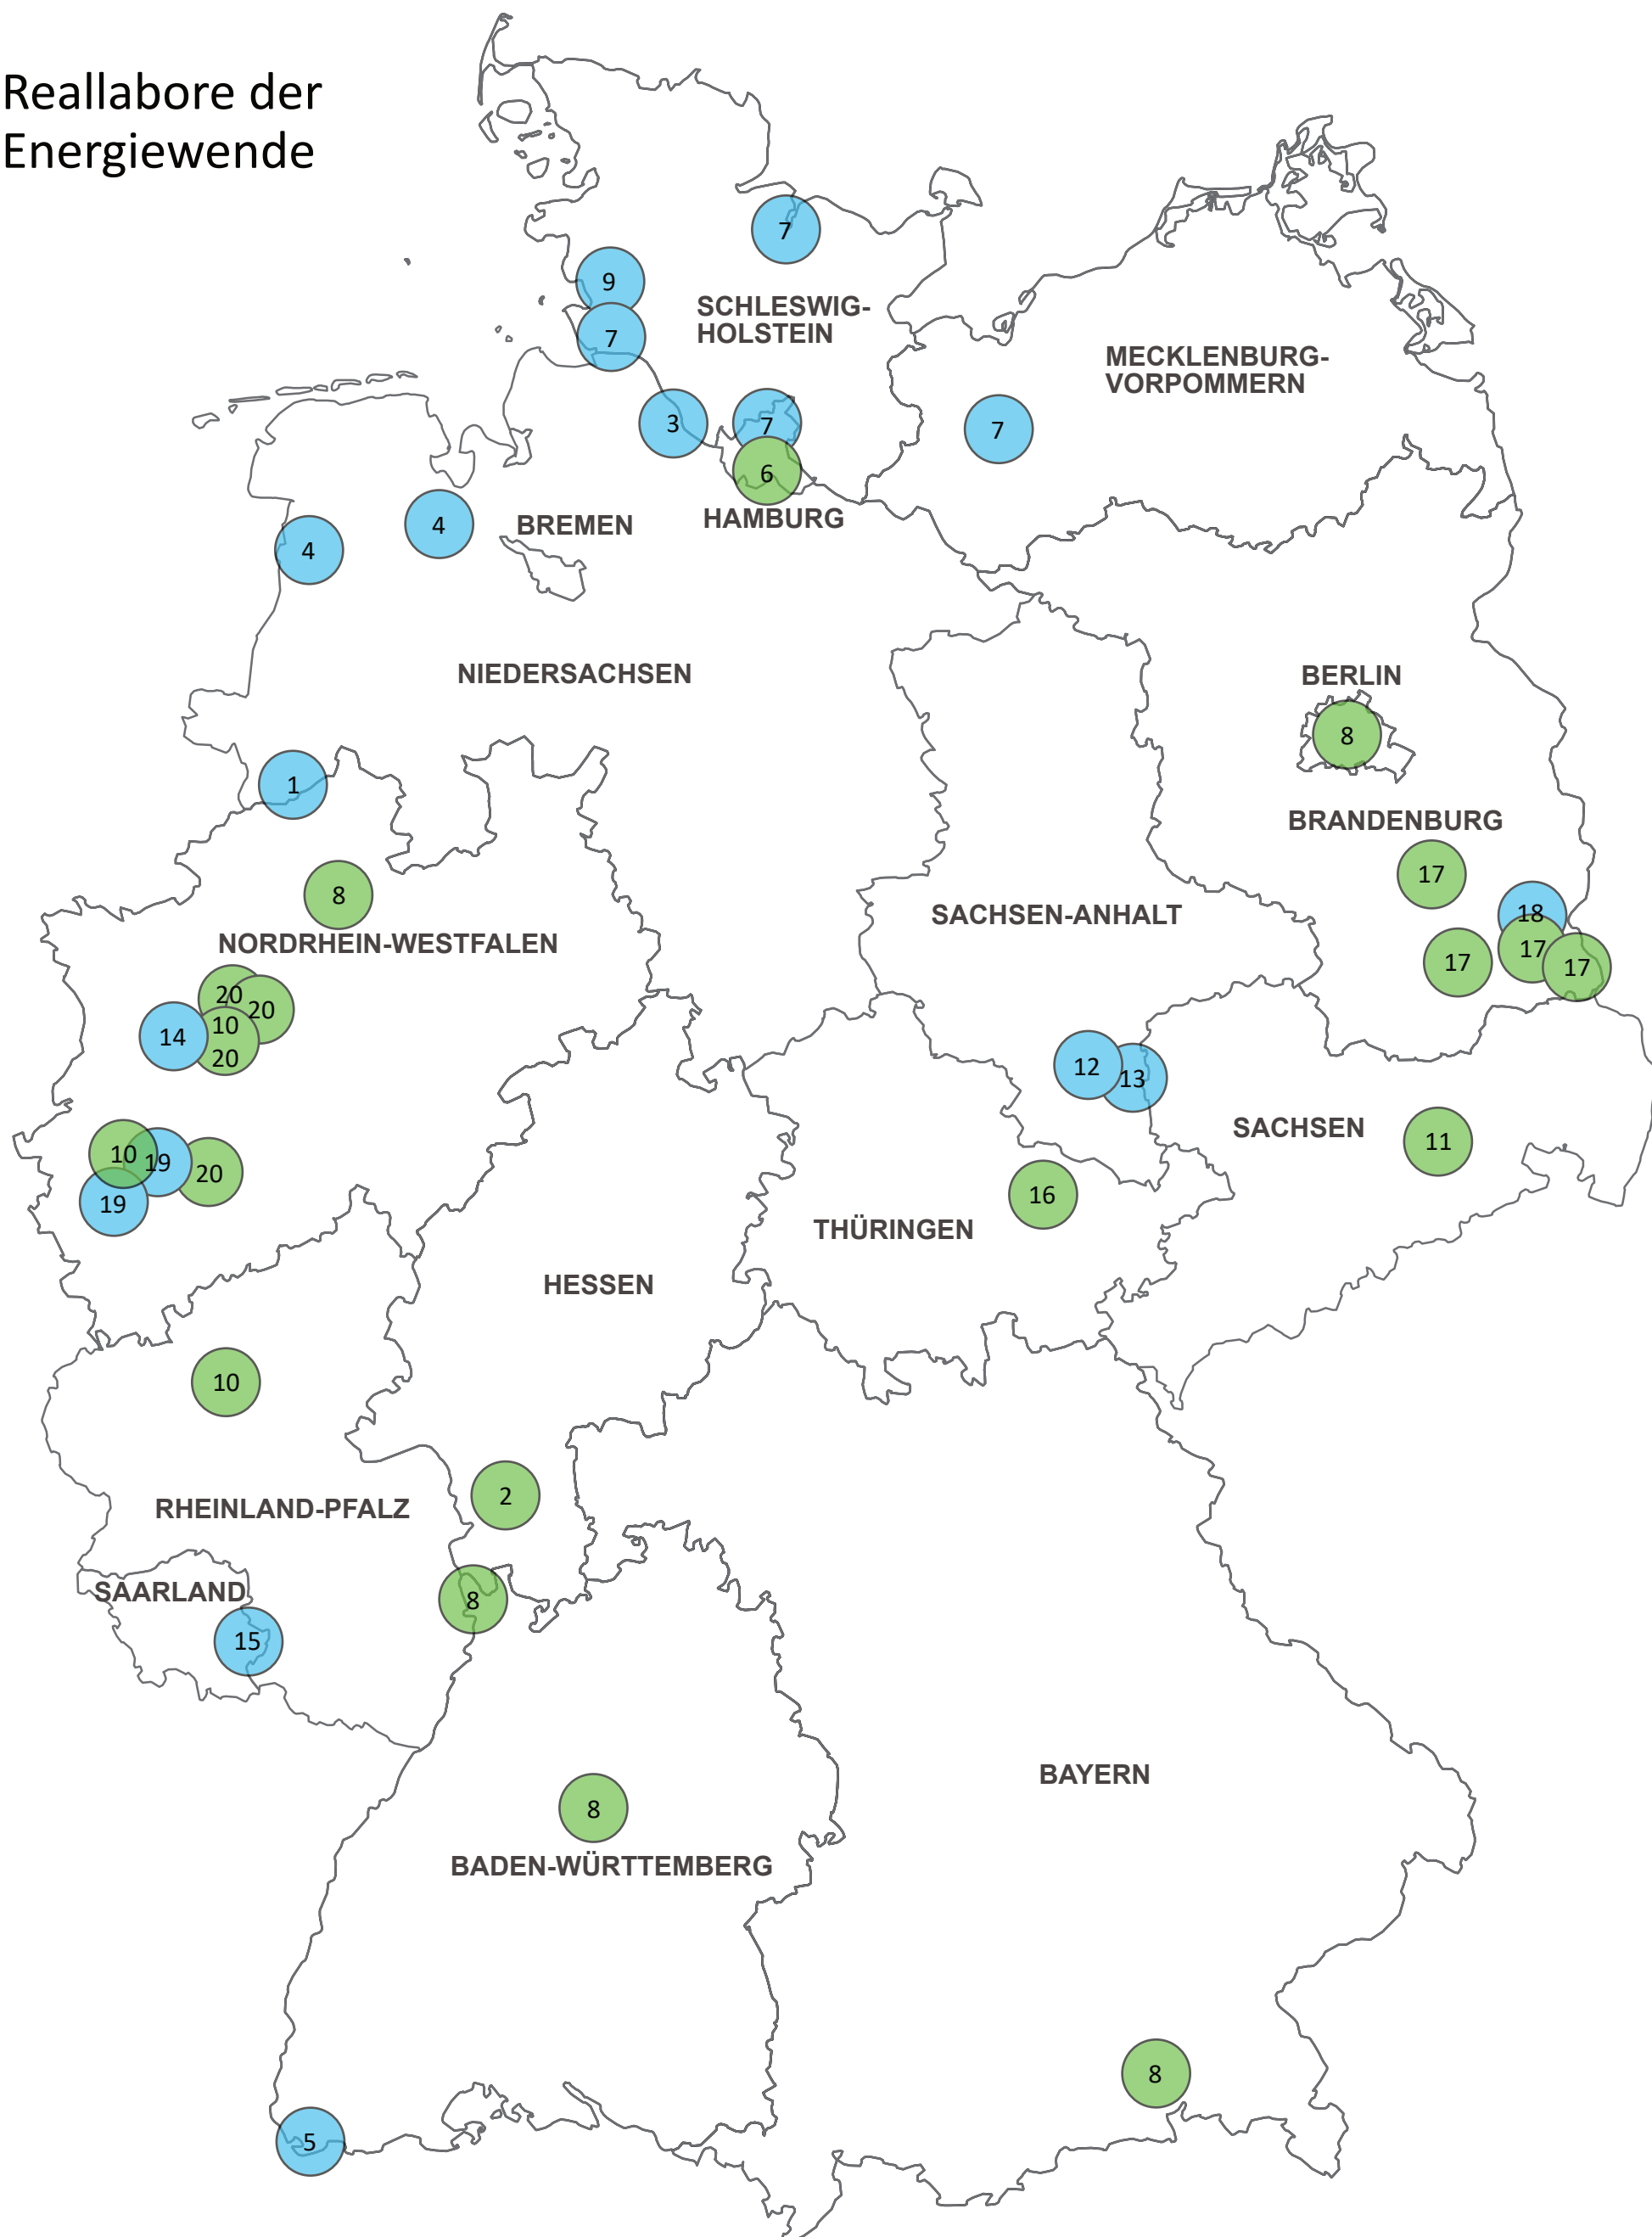 Reallabore der
Energiewende
7
9
SCHLESWIG-
HOLSTEIN
7
MECKLENBURG-
VORPOMMERN
3
7
7
6
HAMBURG
4
BREMEN
4
NIEDERSACHSEN
BERLIN
8
1
BRANDENBURG
17
8
SACHSEN-ANHALT
18
NORDRHEIN-WESTFALEN
17
17
17
20
20
10
14
20
12
13
SACHSEN
11
10
19
20
19
16
THÜRINGEN
HESSEN
10
2
RHEINLAND-PFALZ
SAARLAND
8
15
BAYERN
8
BADEN-WÜRTTEMBERG
8
5